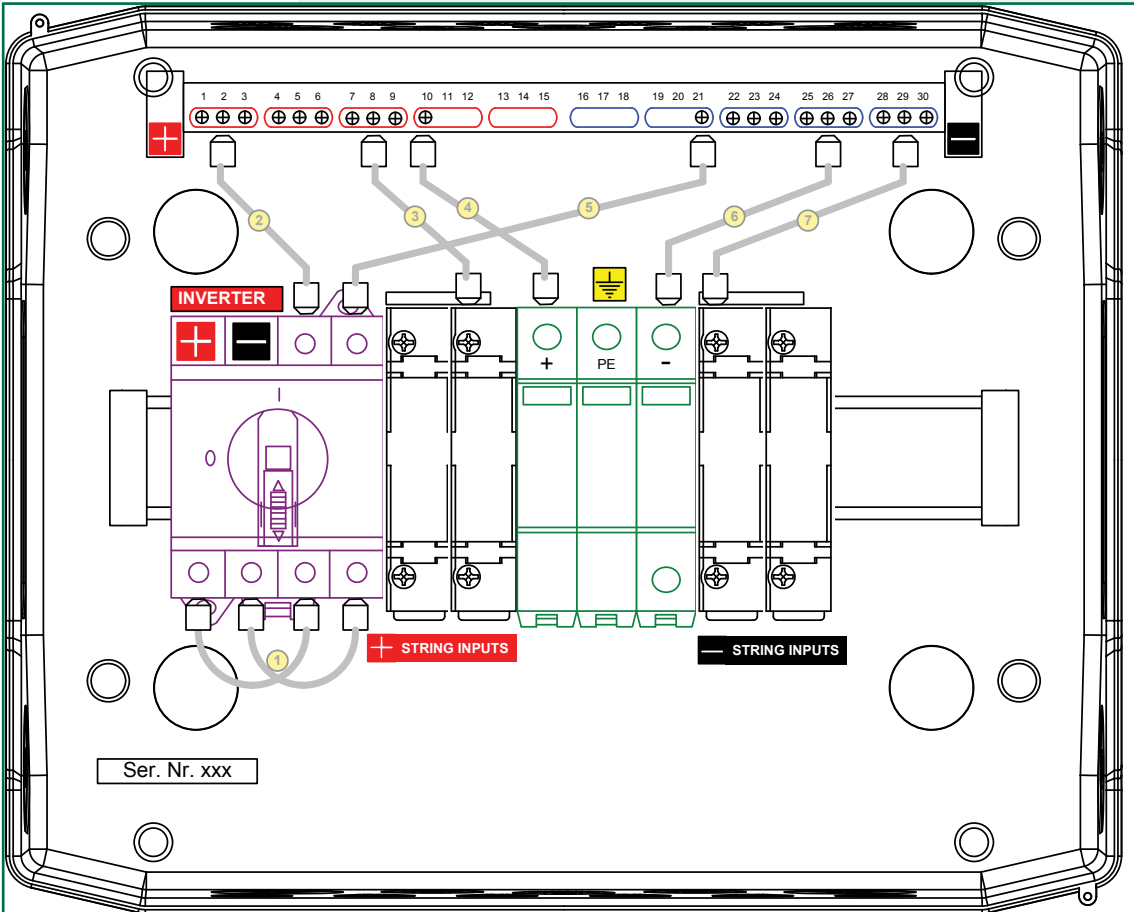 1 2 3 4 5 6 7 8 9 10 11 12 13 14 15 16 17 18 19 20 21 22 23 24 25 26 27 28 29 30
+ −
2 3 4 5 6 7
INVERTER
+ −
+ PE -
I
O
1
+ STRING INPUTS
− STRING INPUTS
Ser. Nr. xxx